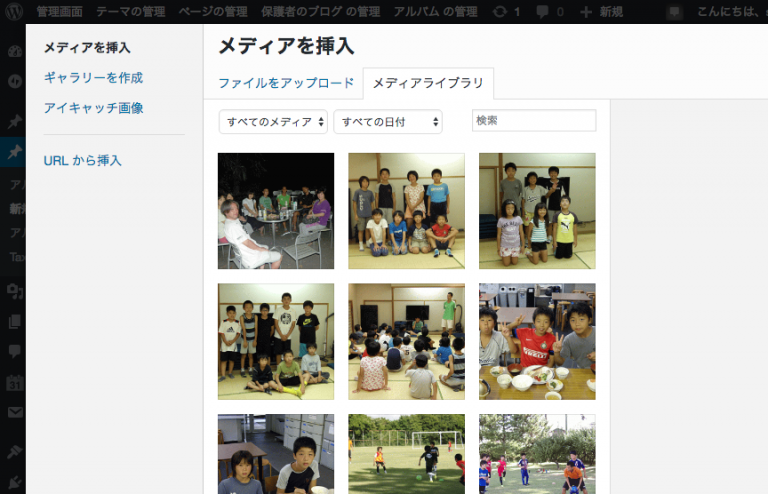 管理画面 テーマの管理 ページの管理 保護者のブログ の管理 アルバム の管理 1 0 新規 こんにちは、
メディアを挿入
ギャラリーを作成
アイキャッチ画像
URL から挿入
メディアを挿入
ファイルをアップロード メディアライブラリ
すべてのメディア すべての日付 検索
アル
新規
アル
Tax
31